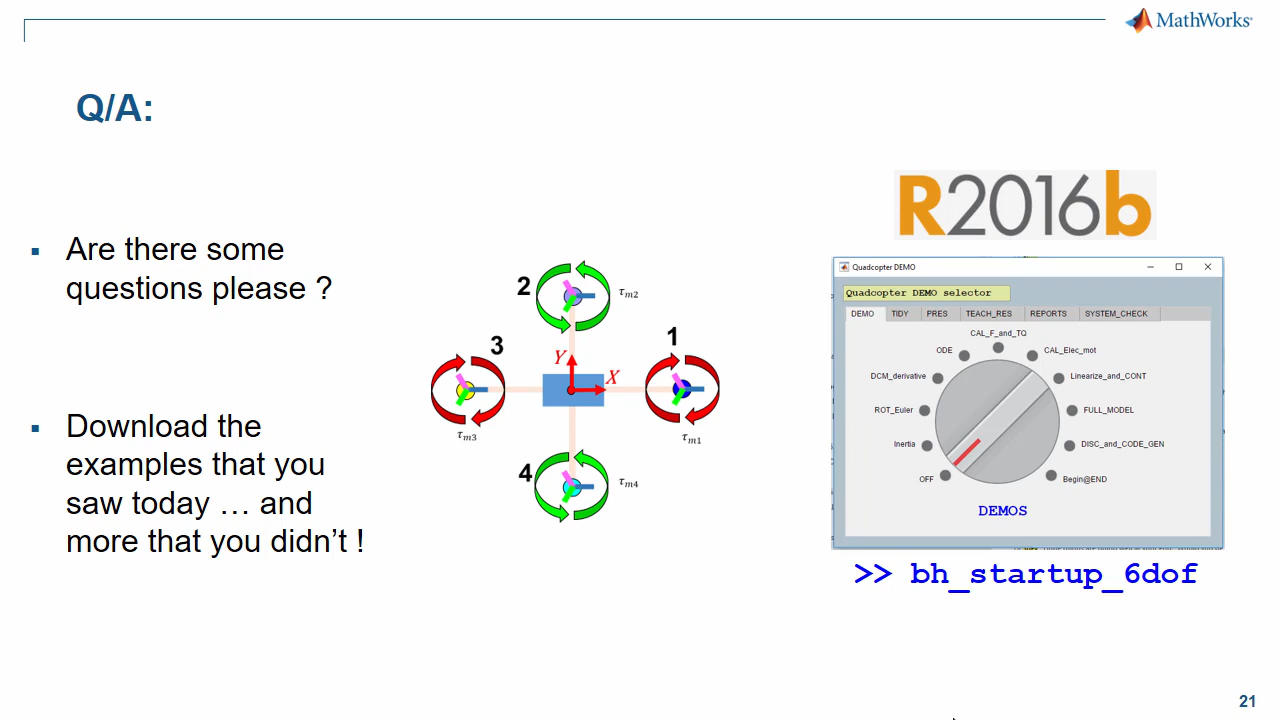 MathWorks®
Q/A:
▪ Are there some
questions please ?
▪ Download the
examples that you
saw today … and
more that you didn’t !
2
τm2
3
1
Y
X
τm3
τm1
4
τm4
R2016b
Quadcopter DEMO
Quadcopter DEMO selector
DEMO TIDY PRES TEACH_RES REPORTS SYSTEM_CHECK
CAL_F_and_TQ
ODE
CAL_Elec_mot
DCM_derivative
Linearize_and_CONT
ROT_Euler
FULL_MODEL
Inertia
DISC_and_CODE_GEN
OFF
Begin@END
DEMOS
>> bh_startup_6dof
21